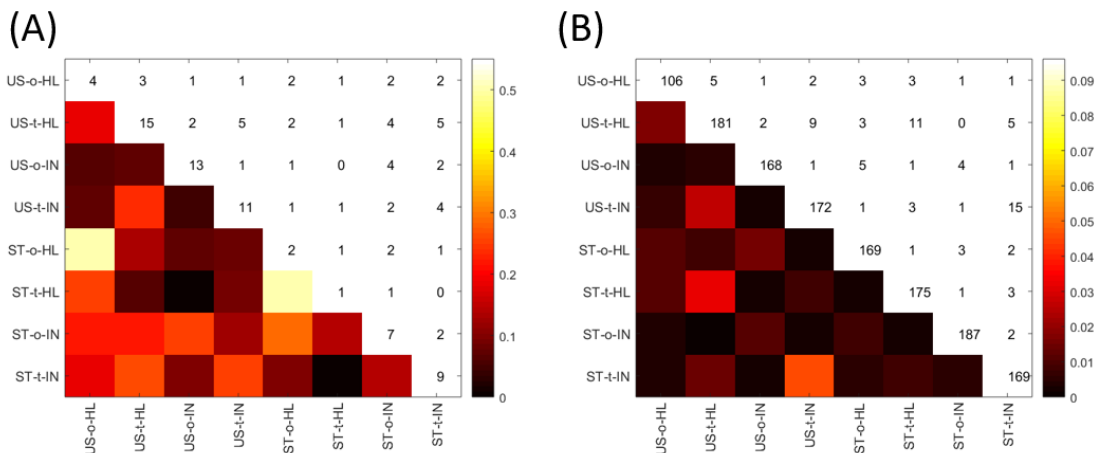 (A)
US-o-HL 4 3 1 1 2 1 2 2
US-t-HL 15 2 5 2 1 4 5
US-o-IN 13 1 1 0 4 2
US-t-IN 11 1 1 2 4
ST-o-HL 2 1 2 1
ST-t-HL 1 1 0
ST-o-IN 7 2
ST-t-IN 9
US-o-HL US-t-HL US-o-IN US-t-IN ST-o-HL ST-t-HL ST-o-IN ST-t-IN
0.5
0.4
0.3
0.2
0.1
0
(B)
US-o-HL 106 5 1 2 3 3 1 1
US-t-HL 181 2 9 3 11 0 5
US-o-IN 168 1 5 1 4 1
US-t-IN 172 1 3 1 15
ST-o-HL 169 1 3 2
ST-t-HL 175 1 3
ST-o-IN 187 2
ST-t-IN 169
US-o-HL US-t-HL US-o-IN US-t-IN ST-o-HL ST-t-HL ST-o-IN ST-t-IN
0.09
0.08
0.07
0.06
0.05
0.04
0.03
0.02
0.01
0